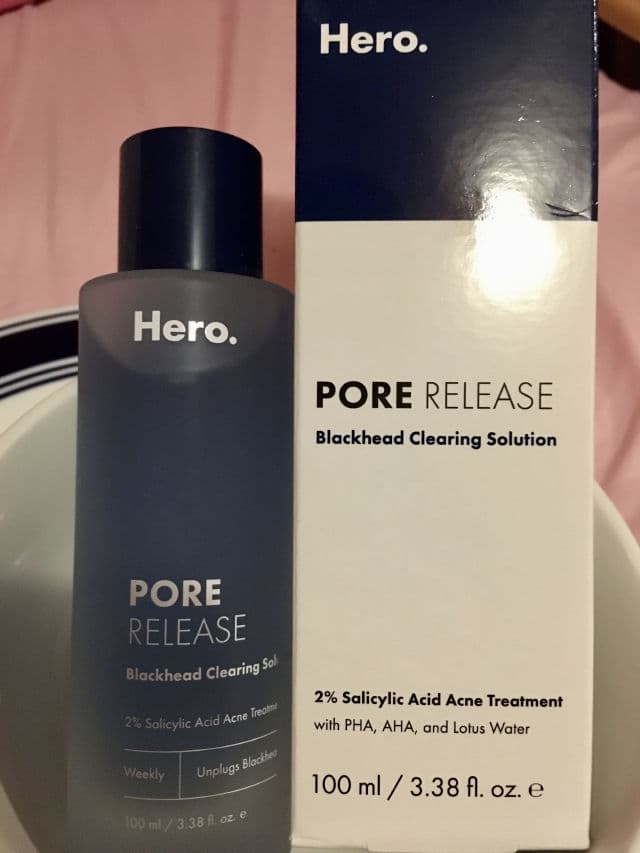 Hero.
PORE
RELEASE
Blackhead Clearing
2% Salicylic Acid Acne
Weekly
Unplugs
100 ml / 3.38 fl. oz. ℮
Hero.
PORE RELEASE
Blackhead Clearing Solution
2% Salicylic Acid Acne Treatment
with PHA, AHA, and Lotus Water
100 ml / 3.38 fl. oz. ℮